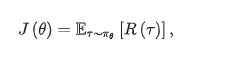 J (θ) = 𝔼_{τ∼π_θ} [R (τ)] ,